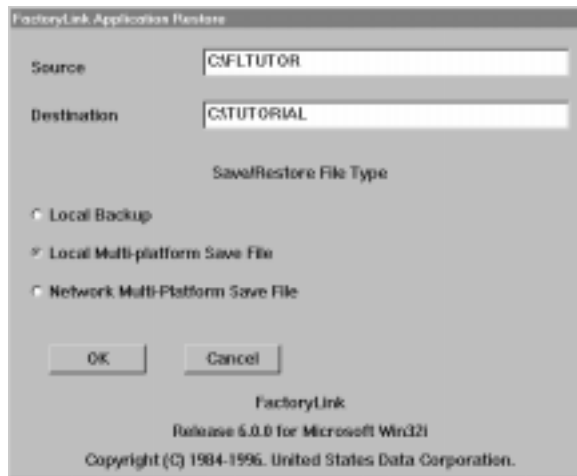 FactoryLink Application Restore
Source C:\FLTUTOR
Destination C:\TUTORIAL
Save/Restore File Type
Local Backup
Local Multi-platform Save File
Network Multi-Platform Save File
OK Cancel
FactoryLink
Release 6.0.0 for Microsoft Win32i
Copyright (C) 1984-1996. United States Data Corporation.